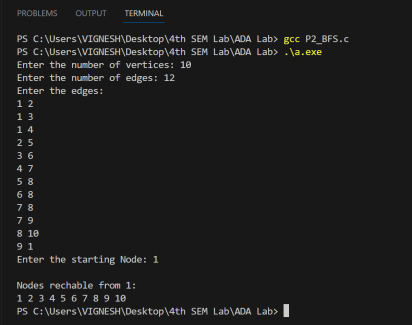 PROBLEMS OUTPUT TERMINAL
PS C:\Users\VIGNESH\Desktop\4th SEM Lab\ADA Lab> gcc P2_BFS.c
PS C:\Users\VIGNESH\Desktop\4th SEM Lab\ADA Lab> .\a.exe
Enter the number of vertices: 10
Enter the number of edges: 12
Enter the edges:
1 2
1 3
1 4
2 5
3 6
4 7
5 8
6 8
7 8
7 9
8 10
9 1
Enter the starting Node: 1
Nodes rechable from 1:
1 2 3 4 5 6 7 8 9 10
PS C:\Users\VIGNESH\Desktop\4th SEM Lab\ADA Lab>